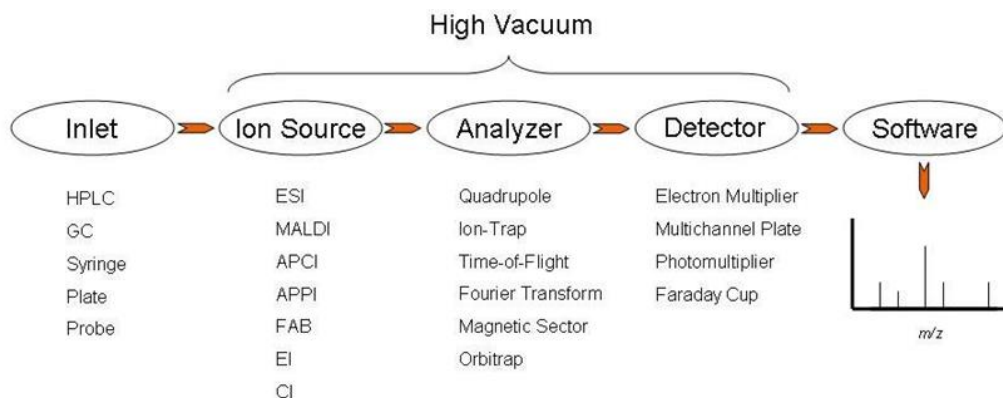 High Vacuum
Inlet
Ion Source
Analyzer
Detector
Software
HPLC
GC
Syringe
Plate
Probe
ESI
MALDI
APCI
APPI
FAB
EI
CI
Quadrupole
Ion-Trap
Time-of-Flight
Fourier Transform
Magnetic Sector
Orbitrap
Electron Multiplier
Multichannel Plate
Photomultiplier
Faraday Cup
m/z